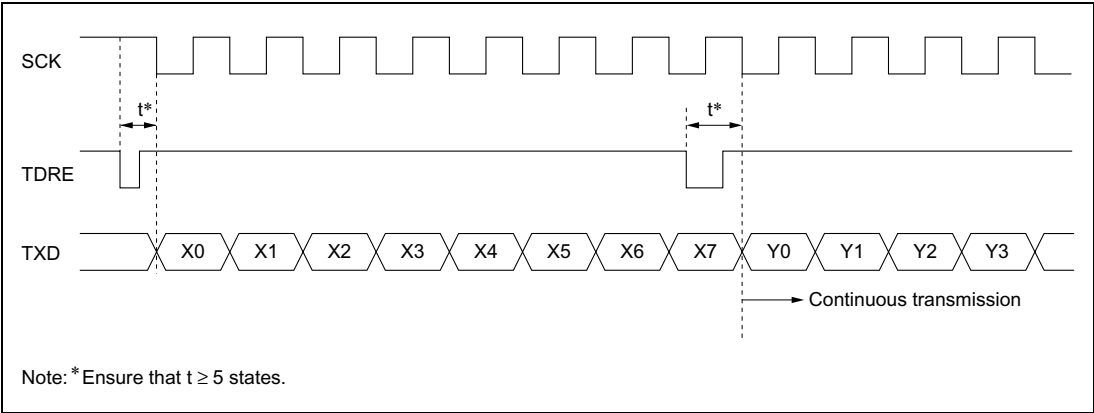 SCK
t* t*
TDRE
TXD X0 X1 X2 X3 X4 X5 X6 X7 Y0 Y1 Y2 Y3
Continuous transmission
Note: * Ensure that t ≥ 5 states.